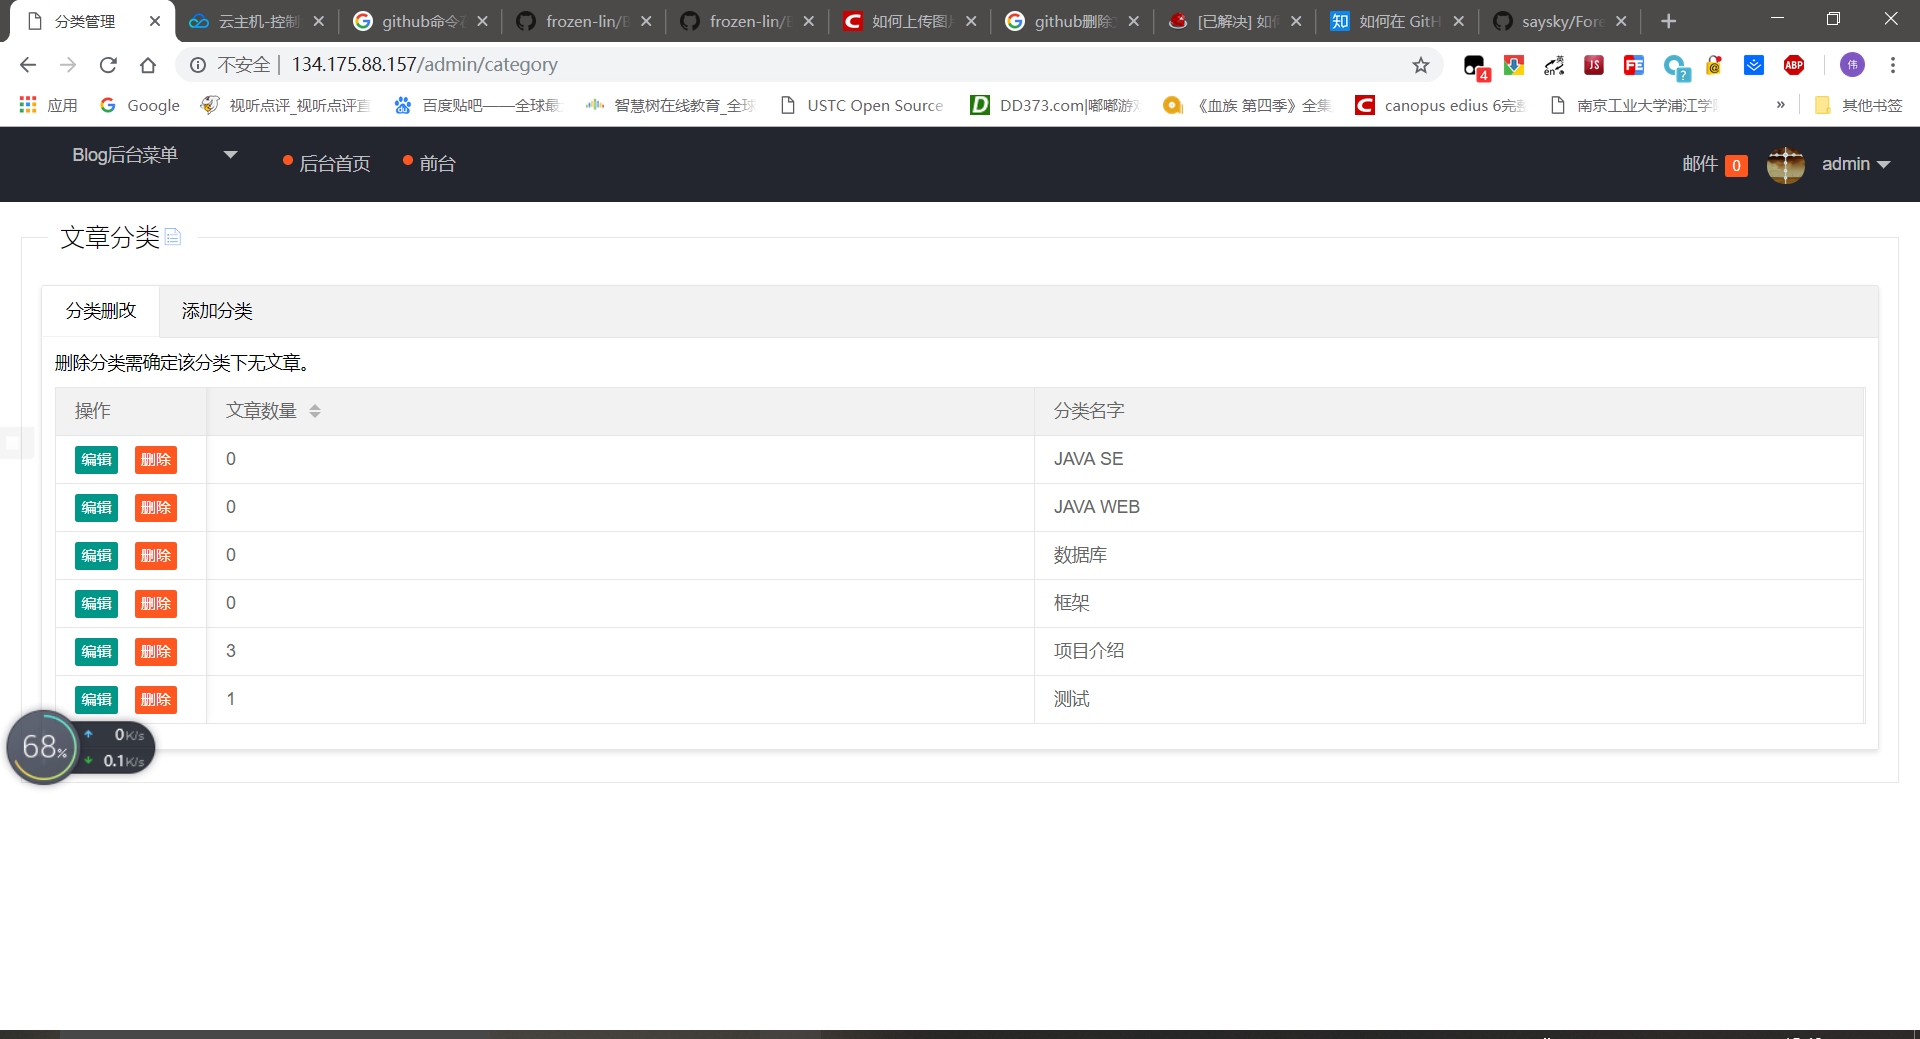 分类管理
云主机-控制
github命令
frozen-lin/
frozen-lin/
如何上传图
github删除
[已解决] 如
如何在 GitH
saysky/Fore
不安全 | 134.175.88.157/admin/category
应用
Google
视听点评_视听点评直
百度贴吧——全球最
智慧树在线教育_全球
USTC Open Source
DD373.com|嘟嘟游
《血族 第四季》全集
canopus edius 6完
南京工业大学浦江学
»
其他书签
Blog后台菜单
后台首页
前台
邮件 0
admin
文章分类
分类删改
添加分类
删除分类需确定该分类下无文章。
操作 文章数量 分类名字
编辑 删除 0 JAVA SE
编辑 删除 0 JAVA WEB
编辑 删除 0 数据库
编辑 删除 0 框架
编辑 删除 3 项目介绍
编辑 删除 1 测试
68%
0K/s
0.1K/s